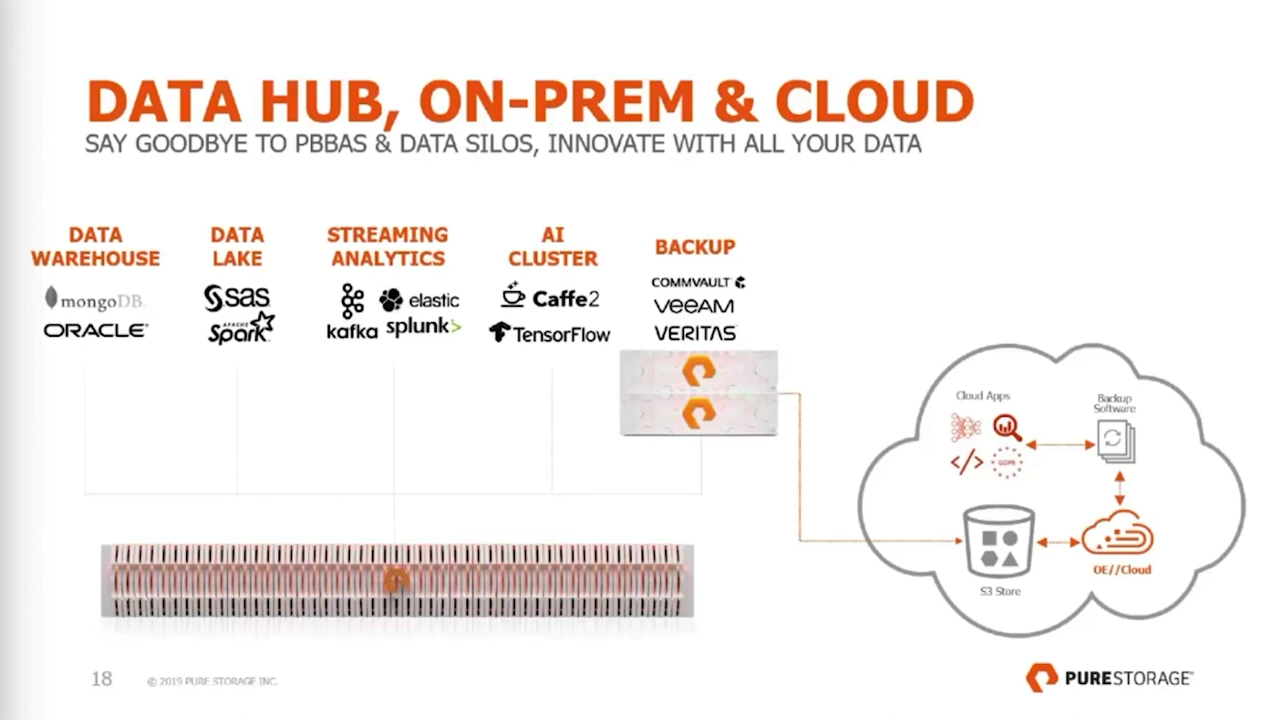 DATA HUB, ON-PREM & CLOUD
SAY GOODBYE TO PBBAS & DATA SILOS, INNOVATE WITH ALL YOUR DATA
DATA
WAREHOUSE
mongoDB.
ORACLE
DATA
LAKE
sas
APACHE
Spark
STREAMING
ANALYTICS
kafka
elastic
splunk>
AI
CLUSTER
Caffe2
TensorFlow
BACKUP
COMMVAULT
VEEAM
VERITAS
Cloud Apps
</>
GDPR
Backup
Software
S3 Store
OE//Cloud
18
© 2019 PURE STORAGE INC.
PURESTORAGE